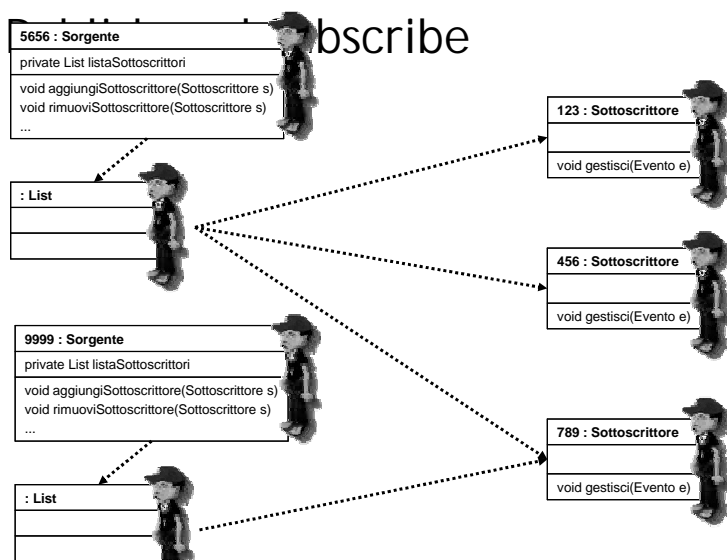 bscribe
5656 : Sorgente
private List listaSottoscrittori
void aggiungiSottoscrittore(Sottoscrittore s)
void rimuoviSottoscrittore(Sottoscrittore s)
...
: List
9999 : Sorgente
private List listaSottoscrittori
void aggiungiSottoscrittore(Sottoscrittore s)
void rimuoviSottoscrittore(Sottoscrittore s)
...
: List
123 : Sottoscrittore
void gestisci(Evento e)
456 : Sottoscrittore
void gestisci(Evento e)
789 : Sottoscrittore
void gestisci(Evento e)